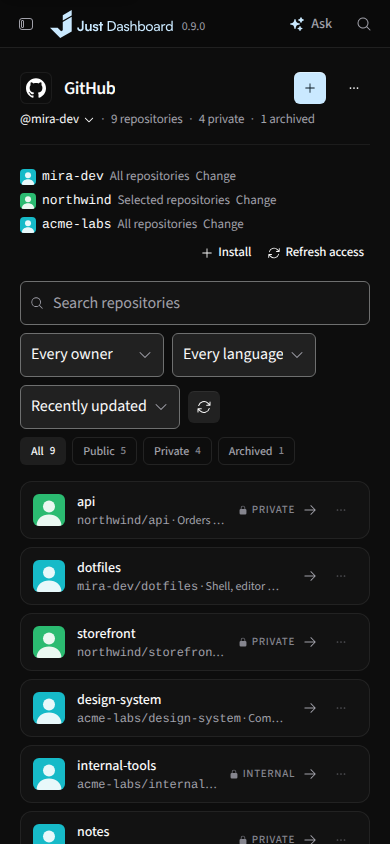 Just Dashboard 0.9.0 Ask
GitHub
@mira-dev · 9 repositories · 4 private · 1 archived
mira-dev All repositories Change
northwind Selected repositories Change
acme-labs All repositories Change
+ Install Refresh access
Search repositories
Every owner Every language
Recently updated
All 9 Public 5 Private 4 Archived 1
api
northwind/api · Orders ... PRIVATE
dotfiles
mira-dev/dotfiles · Shell, editor ...
storefront
northwind/storefron... PRIVATE
design-system
acme-labs/design-system · Com...
internal-tools
acme-labs/internal... INTERNAL
notes
PRIVATE